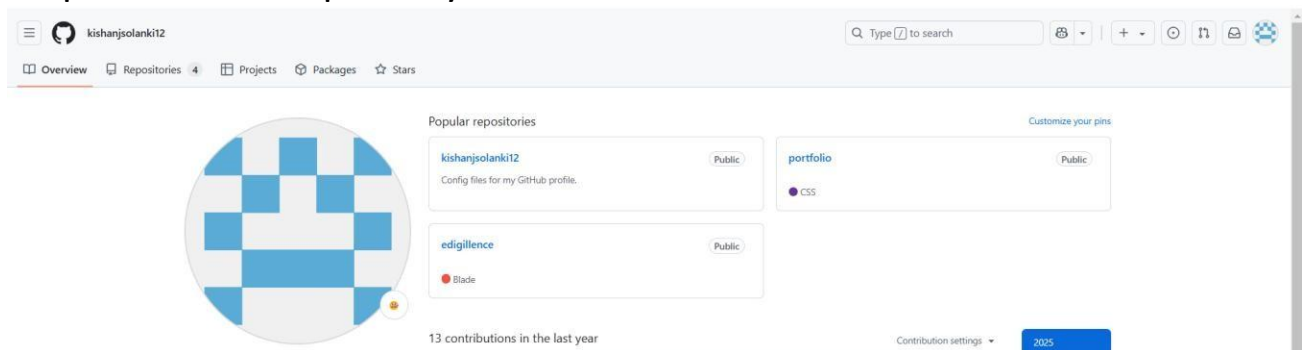 kishanjsolanki12
Type / to search
Overview Repositories 4 Projects Packages Stars
Popular repositories Customize your pins
kishanjsolanki12 Public
Config files for my GitHub profile.
portfolio Public
CSS
edigillence Public
Blade
13 contributions in the last year Contribution settings 2025